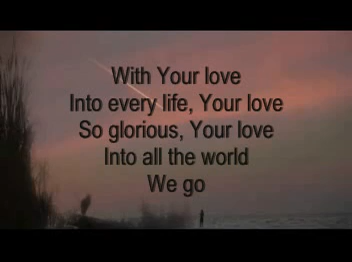 With Your love
Into every life, Your love
So glorious, Your love
Into all the world
We go